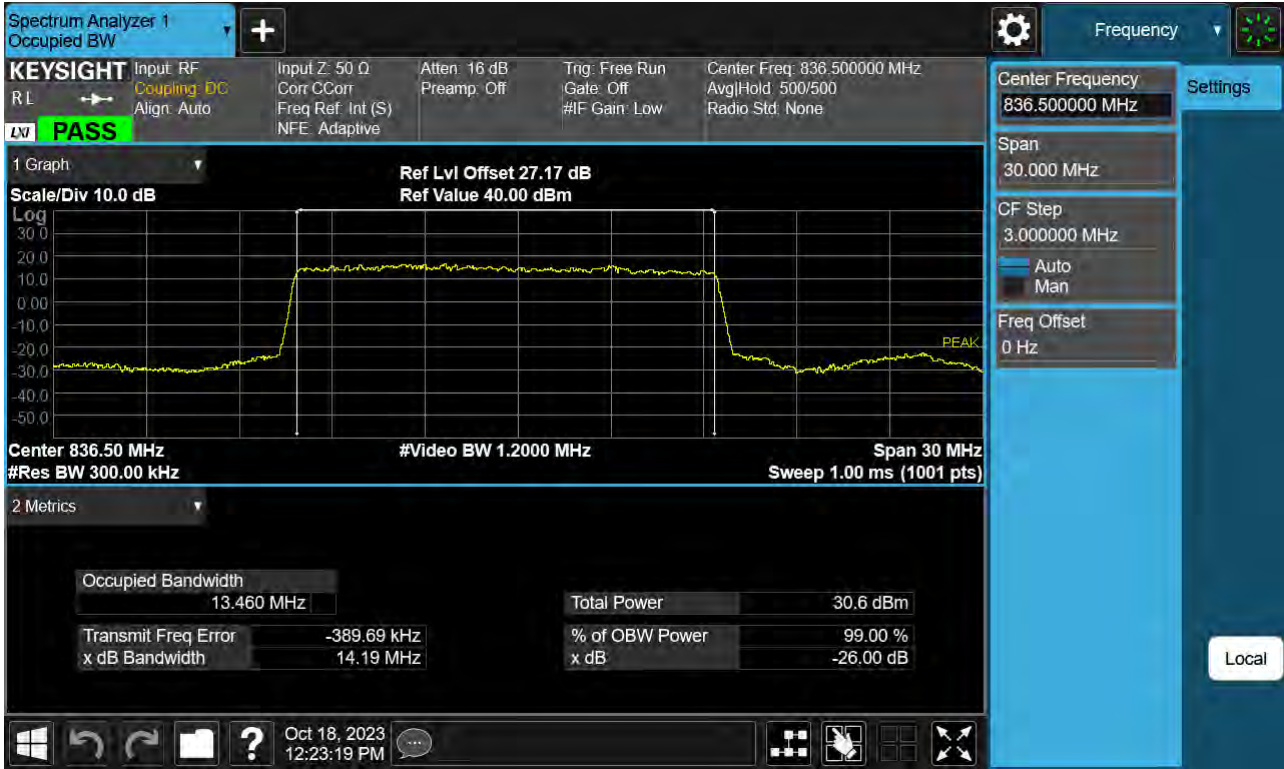 Spectrum Analyzer 1
Occupied BW
Frequency
KEYSIGHT
RL
LXI
PASS
Input: RF
Coupling: DC
Align: Auto
Input Z: 50 Ω
Corr CCorr
Freq Ref: Int (S)
NFE: Adaptive
Atten: 16 dB
Preamp: Off
Trig: Free Run
Gate: Off
#IF Gain: Low
Center Freq: 836.500000 MHz
Avg|Hold: 500/500
Radio Std: None
Center Frequency
836.500000 MHz
Settings
Span
30.000 MHz
CF Step
3.000000 MHz
Auto
Man
Freq Offset
0 Hz
Local
1 Graph
Scale/Div 10.0 dB
Ref Lvl Offset 27.17 dB
Ref Value 40.00 dBm
Log
30.0
20.0
10.0
0.00
-10.0
-20.0
-30.0
-40.0
-50.0
PEAK
Center 836.50 MHz
#Video BW 1.2000 MHz
Span 30 MHz
#Res BW 300.00 kHz
Sweep 1.00 ms (1001 pts)
2 Metrics
Occupied Bandwidth
13.460 MHz
Total Power 30.6 dBm
Transmit Freq Error -389.69 kHz
% of OBW Power 99.00 %
x dB Bandwidth 14.19 MHz
x dB -26.00 dB
?
Oct 18, 2023
12:23:19 PM